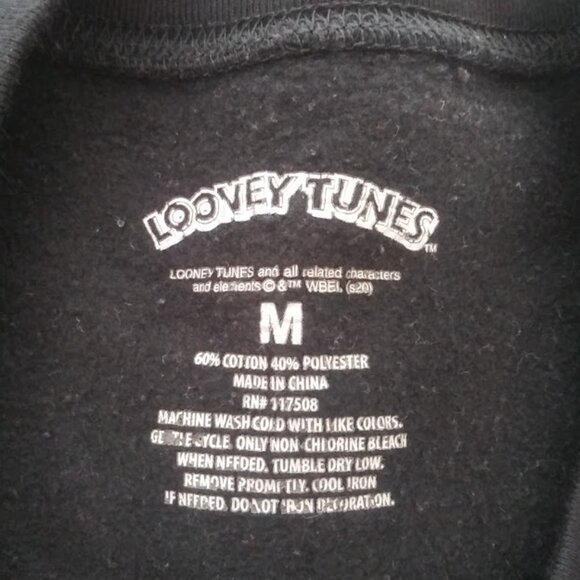 LOONEY TUNES™
LOONEY TUNES and all related characters
and elements © &™ WBEI. (s20)
M
60% COTTON 40% POLYESTER
MADE IN CHINA
RN# 117508
MACHINE WASH COLD WITH LIKE COLORS.
GENTLE CYCLE. ONLY NON-CHLORINE BLEACH
WHEN NEEDED. TUMBLE DRY LOW.
REMOVE PROMPTLY. COOL IRON
IF NEEDED. DO NOT IRON DECORATION.